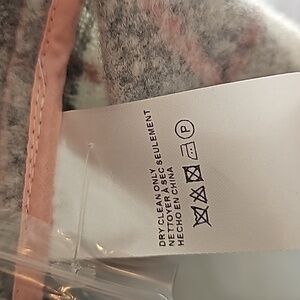 DRY CLEAN ONLY
NETTOYER À SEC SEULEMENT
HECHO EN CHINA
P